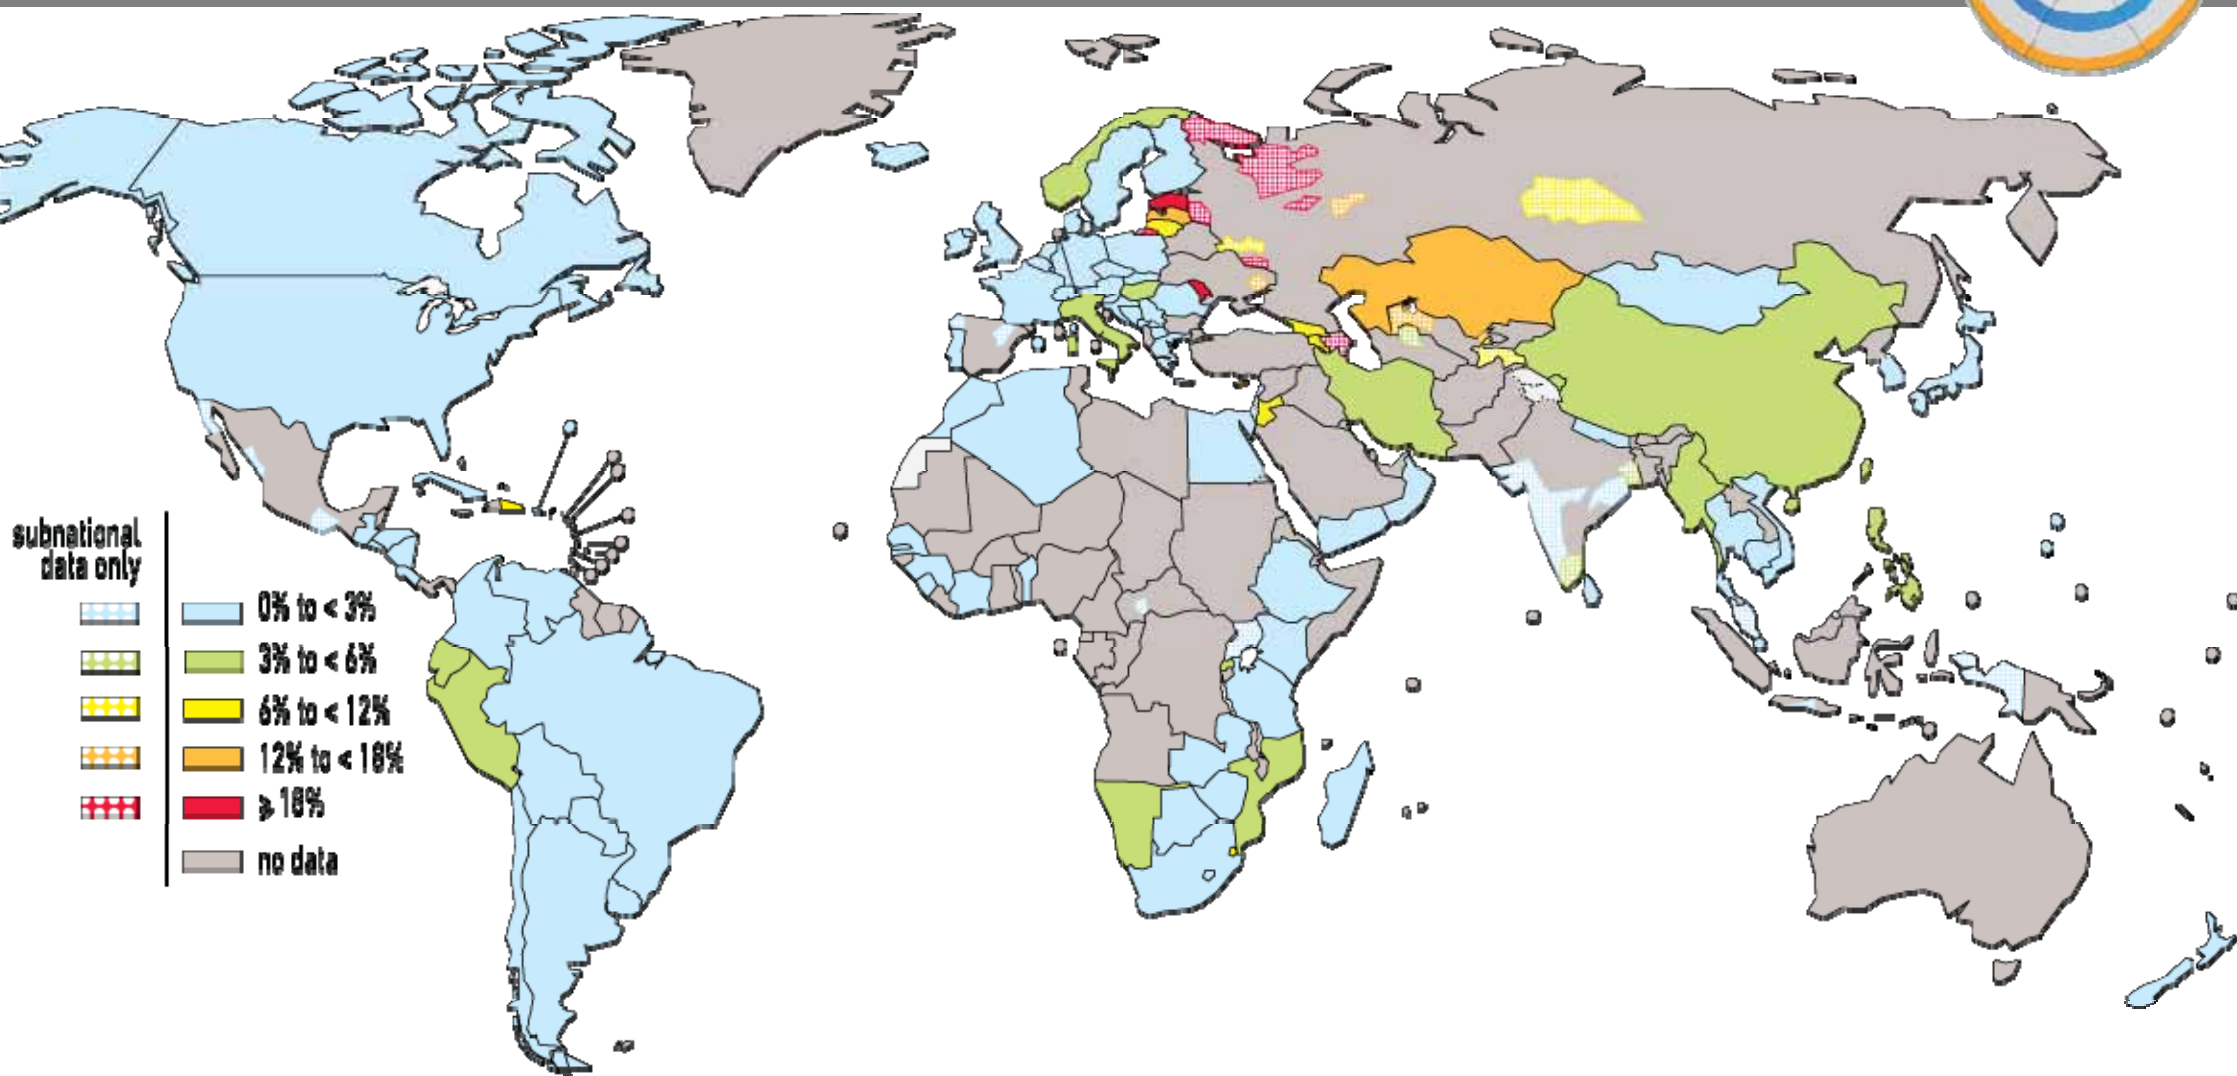 subnational
data only
0% to < 3%
3% to < 6%
6% to < 12%
12% to < 18%
⩾ 18%
no data